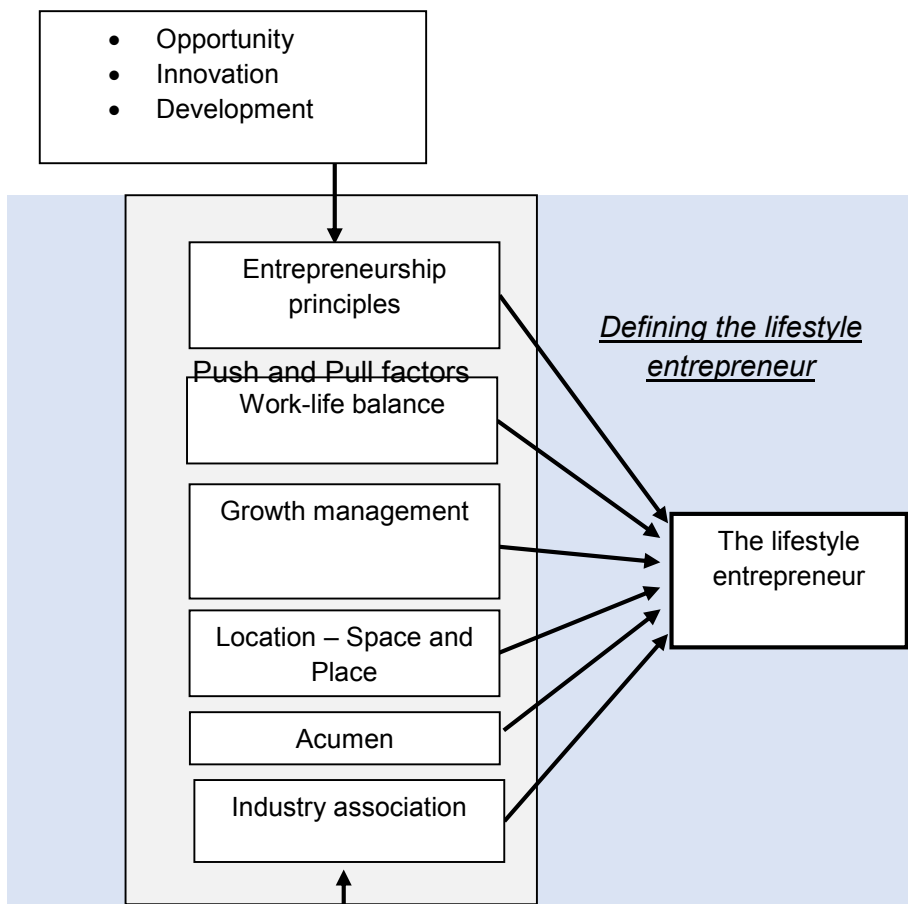 • Opportunity
• Innovation
• Development
Entrepreneurship
principles
Defining the lifestyle
entrepreneur
Push and Pull factors
Work-life balance
Growth management
The lifestyle
entrepreneur
Location – Space and
Place
Acumen
Industry association